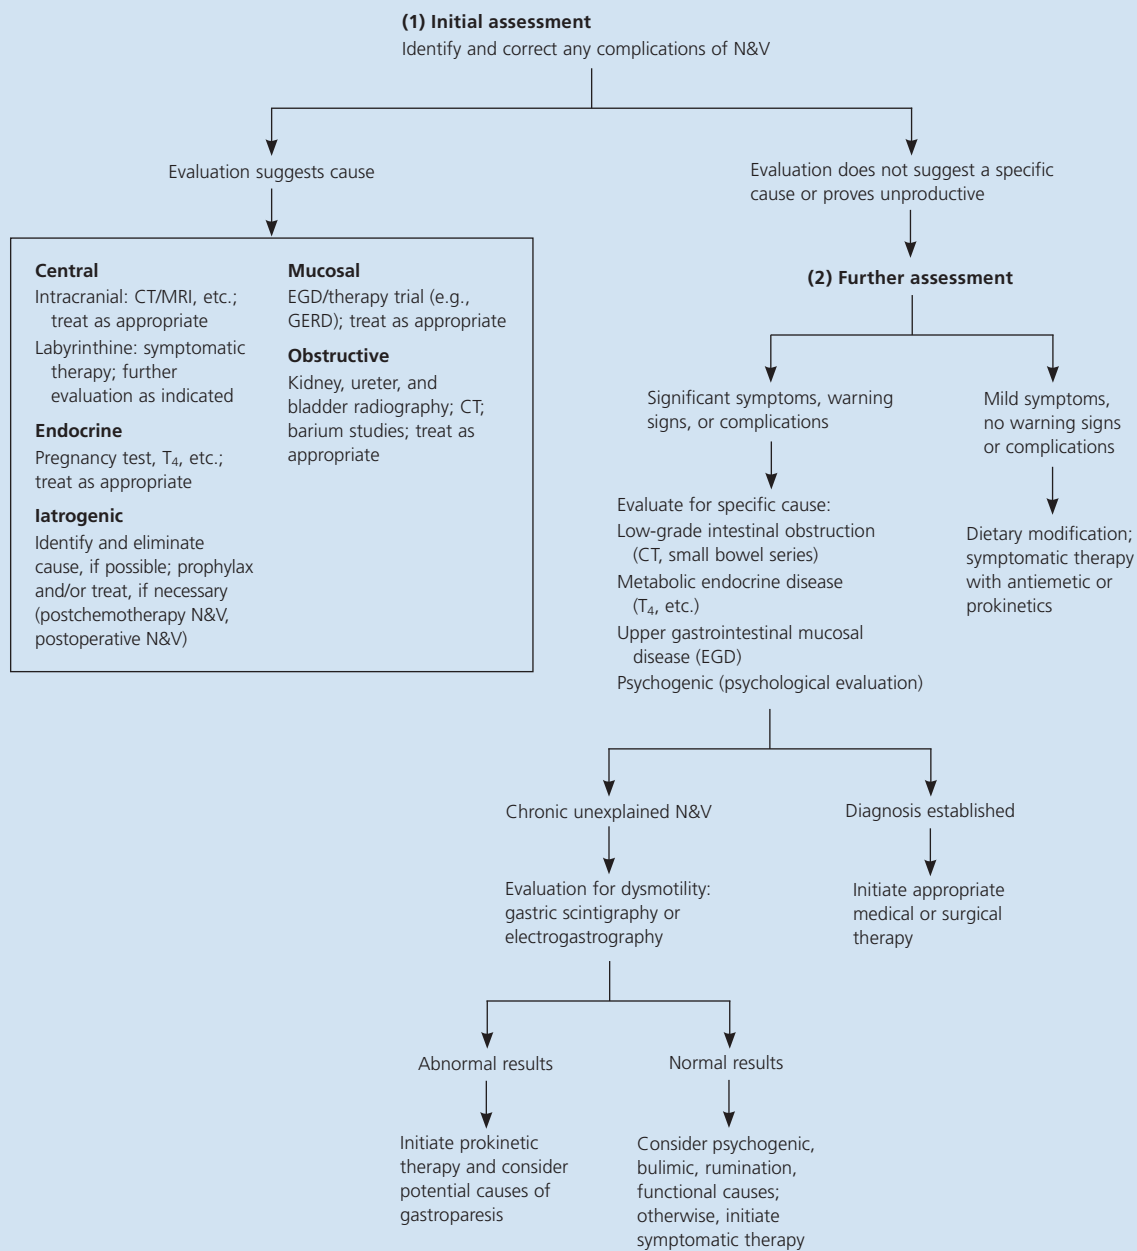 (1) Initial assessment
Identify and correct any complications of N&V
Evaluation suggests cause
Evaluation does not suggest a specific
cause or proves unproductive
Central
Intracranial: CT/MRI, etc.;
treat as appropriate
Labyrinthine: symptomatic
therapy; further
evaluation as indicated
Endocrine
Pregnancy test, T₄, etc.;
treat as appropriate
Iatrogenic
Identify and eliminate
cause, if possible; prophylax
and/or treat, if necessary
(postchemotherapy N&V,
postoperative N&V)
Mucosal
EGD/therapy trial (e.g.,
GERD); treat as appropriate
Obstructive
Kidney, ureter, and
bladder radiography; CT;
barium studies; treat as
appropriate
(2) Further assessment
Significant symptoms, warning
signs, or complications
Mild symptoms,
no warning signs
or complications
Evaluate for specific cause:
Low-grade intestinal obstruction
(CT, small bowel series)
Metabolic endocrine disease
(T₄, etc.)
Upper gastrointestinal mucosal
disease (EGD)
Psychogenic (psychological evaluation)
Dietary modification;
symptomatic therapy
with antiemetic or
prokinetics
Chronic unexplained N&V
Diagnosis established
Evaluation for dysmotility:
gastric scintigraphy or
electrogastrography
Initiate appropriate
medical or surgical
therapy
Abnormal results
Normal results
Initiate prokinetic
therapy and consider
potential causes of
gastroparesis
Consider psychogenic,
bulimic, rumination,
functional causes;
otherwise, initiate
symptomatic therapy